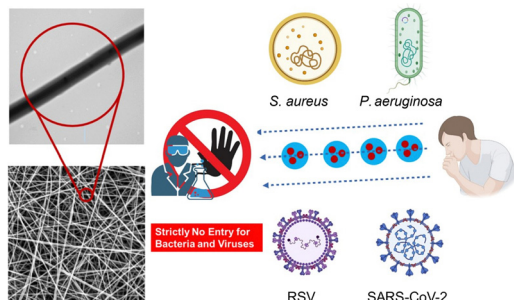 S. aureus
P. aeruginosa
Strictly No Entry for
Bacteria and Viruses
RSV
SARS-CoV-2